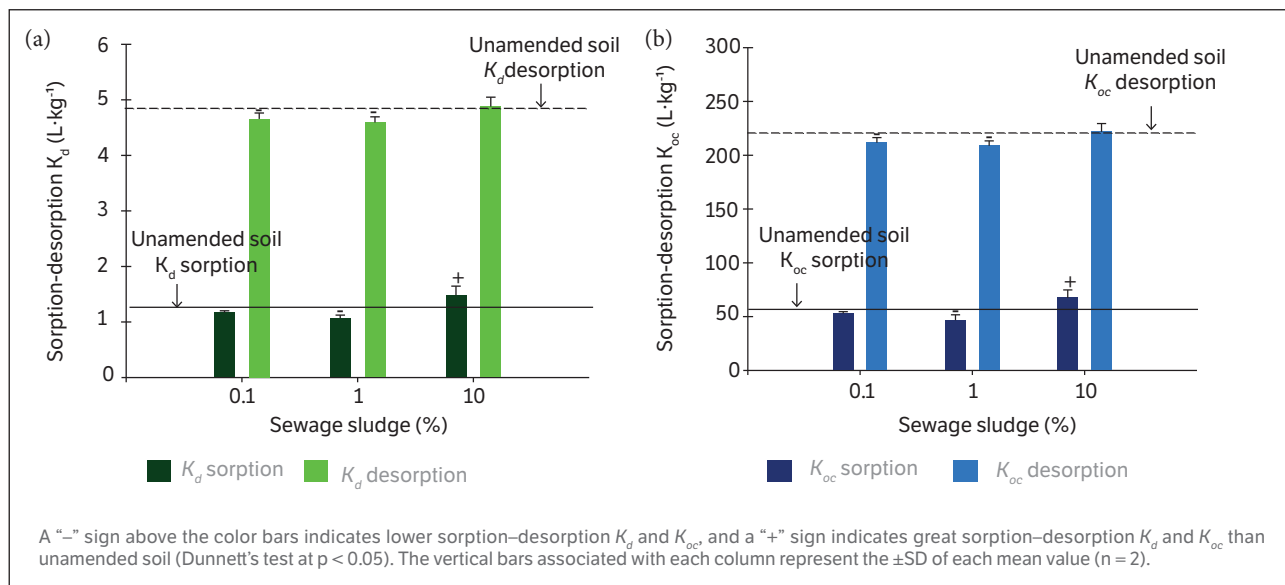 (a)
Sorption-desorption K_d (L·kg⁻¹)
6
5
4
3
2
1
0
Unamended soil
K_d desorption
Unamended soil
K_d sorption
-
-
-
+
0.1
1
10
Sewage sludge (%)
K_d sorption
K_d desorption
(b)
Sorption-desorption K_oc (L·kg⁻¹)
300
250
200
150
100
50
0
Unamended soil
K_oc desorption
Unamended soil
K_oc sorption
-
-
-
+
0.1
1
10
Sewage sludge (%)
K_oc sorption
K_oc desorption
A “–” sign above the color bars indicates lower sorption–desorption K_d and K_oc, and a “+” sign indicates great sorption–desorption K_d and K_oc than
unamended soil (Dunnett's test at p < 0.05). The vertical bars associated with each column represent the ±SD of each mean value (n = 2).